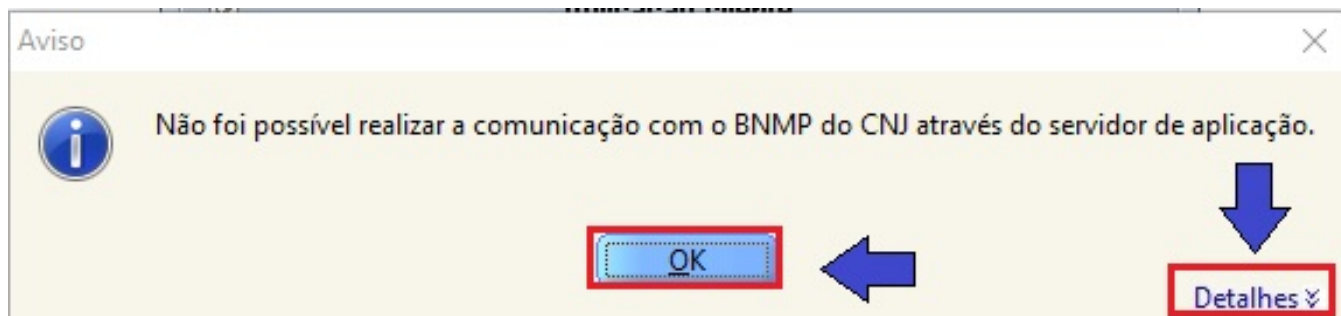 Aviso
Não foi possível realizar a comunicação com o BNMP do CNJ através do servidor de aplicação.
OK
Detalhes